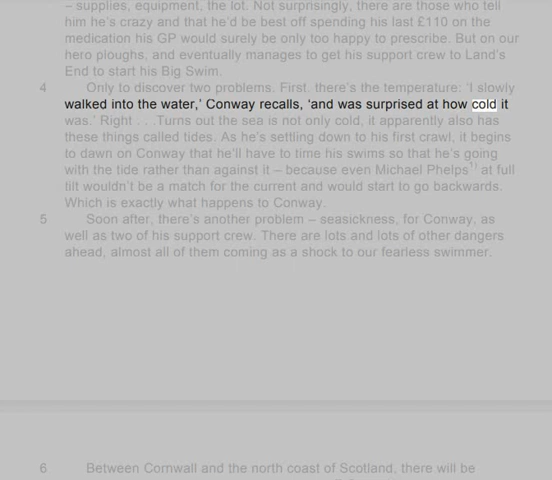 – supplies, equipment, the lot. Not surprisingly, there are those who tell
him he's crazy and that he'd be best off spending his last £110 on the
medication his GP would surely be only too happy to prescribe. But on our
hero ploughs, and eventually manages to get his support crew to Land's
End to start his Big Swim.
4 Only to discover two problems. First, there's the temperature: 'I slowly
walked into the water,' Conway recalls, 'and was surprised at how cold it
was.' Right . . .Turns out the sea is not only cold, it apparently also has
these things called tides. As he's settling down to his first crawl, it begins
to dawn on Conway that he'll have to time his swims so that he's going
with the tide rather than against it – because even Michael Phelps¹⁾ at full
tilt wouldn't be a match for the current and would start to go backwards.
Which is exactly what happens to Conway.
5 Soon after, there's another problem – seasickness, for Conway, as
well as two of his support crew. There are lots and lots of other dangers
ahead, almost all of them coming as a shock to our fearless swimmer.
6 Between Cornwall and the north coast of Scotland, there will be